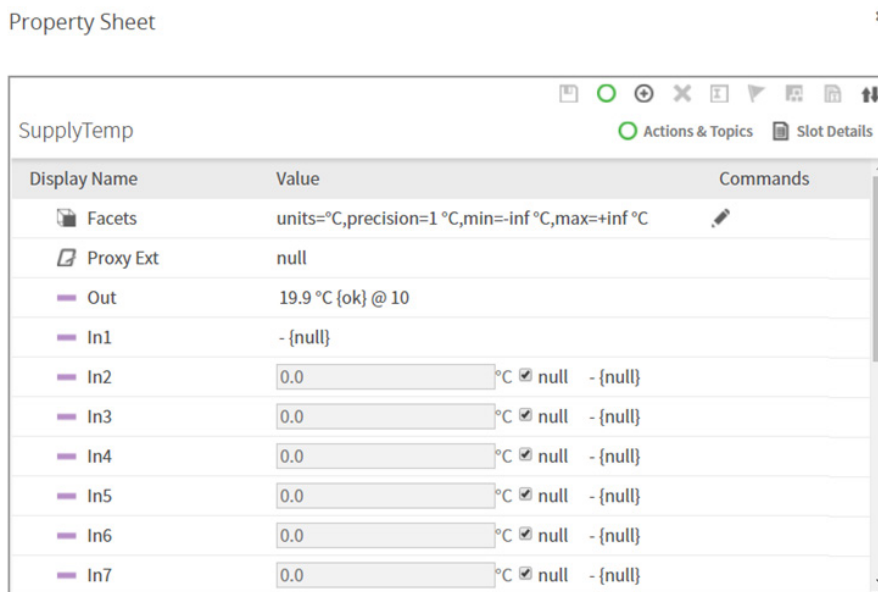 Property Sheet
SupplyTemp
Actions & Topics
Slot Details
Display Name Value Commands
Facets units=°C,precision=1 °C,min=-inf °C,max=+inf °C
Proxy Ext null
Out 19.9 °C {ok} @ 10
In1 - {null}
In2 0.0 °C null - {null}
In3 0.0 °C null - {null}
In4 0.0 °C null - {null}
In5 0.0 °C null - {null}
In6 0.0 °C null - {null}
In7 0.0 °C null - {null}